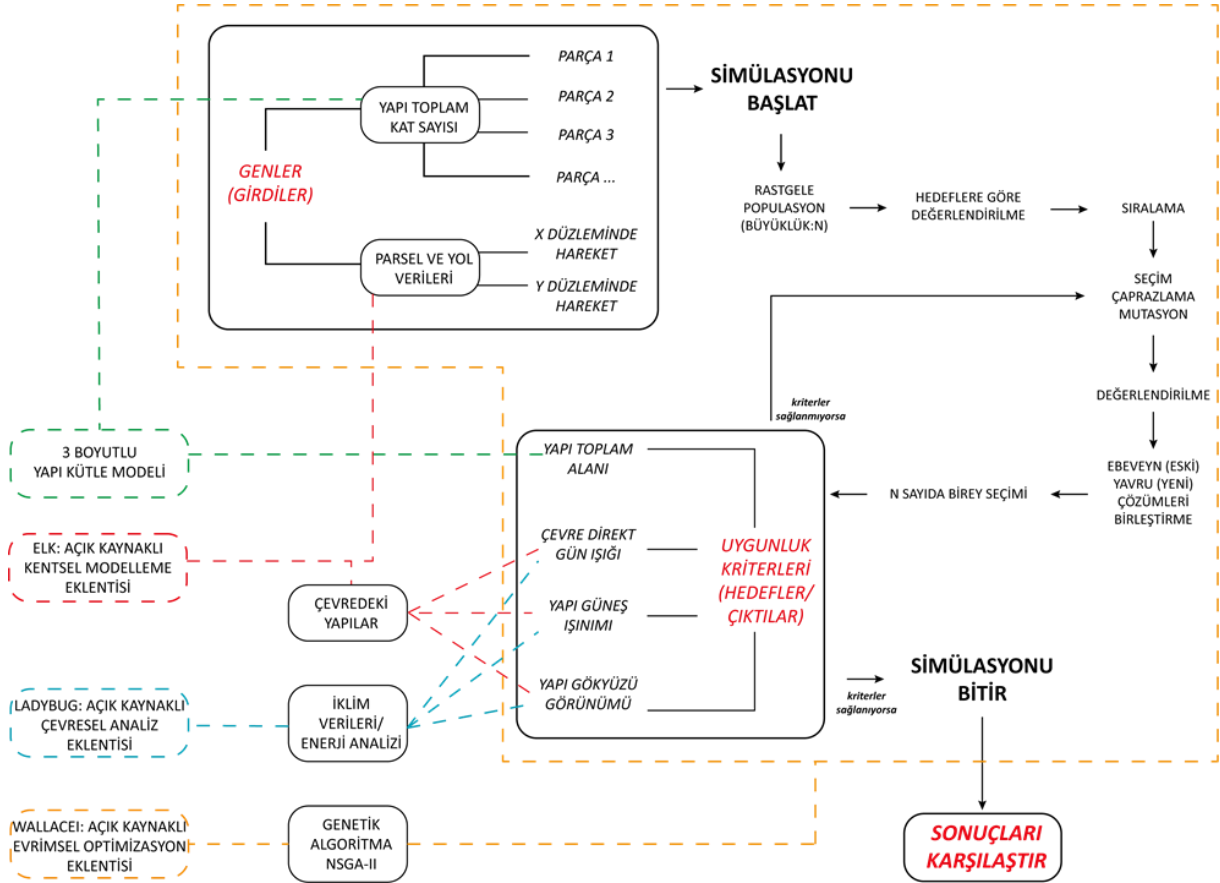 GENLER
(GİRDİLER)
YAPI TOPLAM
KAT SAYISI
PARÇA 1
PARÇA 2
PARÇA 3
PARÇA ...
PARSEL VE YOL
VERİLERİ
X DÜZLEMİNDE
HAREKET
Y DÜZLEMİNDE
HAREKET
SİMÜLASYONU
BAŞLAT
RASTGELE
POPULASYON
(BÜYÜKLÜK:N)
HEDEFLERE GÖRE
DEĞERLENDİRİLME
SIRALAMA
SEÇİM
ÇAPRAZLAMA
MUTASYON
DEĞERLENDİRİLME
EBEVEYN (ESKİ)
YAVRU (YENİ)
ÇÖZÜMLERİ
BİRLEŞTİRME
N SAYIDA BİREY SEÇİMİ
kriterler
sağlanmıyorsa
3 BOYUTLU
YAPI KÜTLE MODELİ
ELK: AÇIK KAYNAKLI
KENTSEL MODELLEME
EKLENTİSİ
LADYBUG: AÇIK KAYNAKLI
ÇEVRESEL ANALİZ
EKLENTİSİ
WALLACEI: AÇIK KAYNAKLI
EVRİMSEL OPTİMİZASYON
EKLENTİSİ
ÇEVREDEKİ
YAPILAR
İKLİM
VERİLERİ/
ENERJİ ANALİZİ
GENETİK
ALGORİTMA
NSGA-II
YAPI TOPLAM
ALANI
ÇEVRE DİREKT
GÜN IŞIĞI
YAPI GÜNEŞ
IŞINIMI
YAPI GÖKYÜZÜ
GÖRÜNÜMÜ
UYGUNLUK
KRİTERLERİ
(HEDEFLER/
ÇIKTILAR)
kriterler
sağlanıyorsa
SİMÜLASYONU
BİTİR
SONUÇLARI
KARŞILAŞTIR